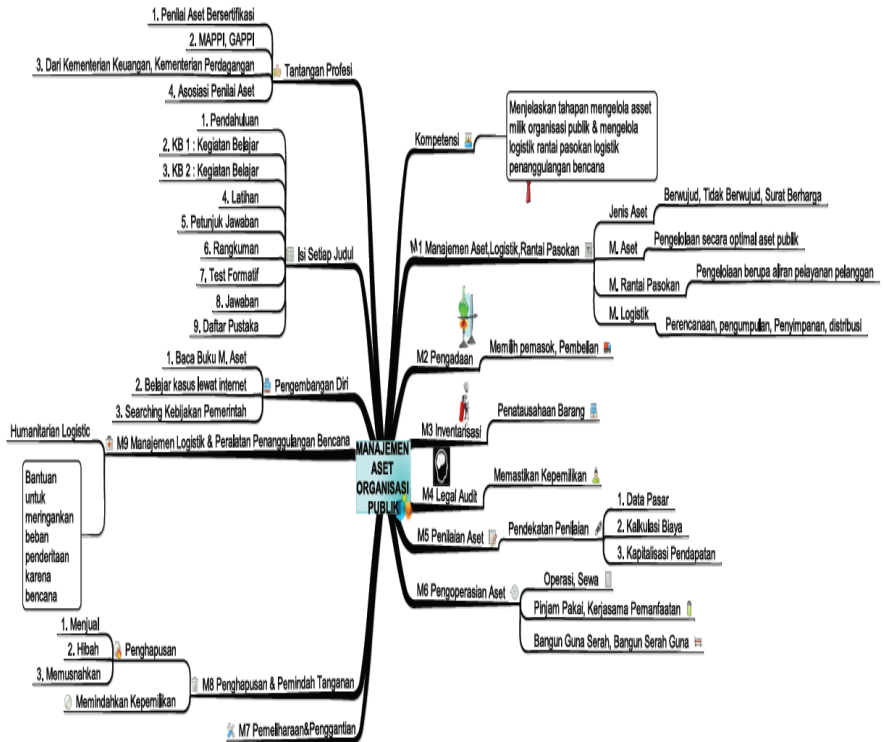 MANAJEMEN
ASET
ORGANISASI
PUBLIK
Kompetensi
Menjelaskan tahapan mengelola asset
milik organisasi publik & mengelola
logistik rantai pasokan logistik
penanggulangan bencana
M1 Manajemen Aset,Logistik,Rantai Pasokan
Jenis Aset
Berwujud, Tidak Berwujud, Surat Berharga
M. Aset
Pengelolaan secara optimal aset publik
M. Rantai Pasokan
Pengelolaan berupa aliran pelayanan pelanggan
M. Logistik
Perencanaan, pengumpulan, Penyimpanan, distribusi
M2 Pengadaan
Memilih pemasok, Pembelian
M3 Inventarisasi
Penatausahaan Barang
M4 Legal Audit
Memastikan Kepemilikan
M5 Penilaian Aset
Pendekatan Penilaian
1. Data Pasar
2. Kalkulasi Biaya
3. Kapitalisasi Pendapatan
M6 Pengoperasian Aset
Operasi, Sewa
Pinjam Pakai, Kerjasama Pemanfaatan
Bangun Guna Serah, Bangun Serah Guna
M7 Pemeliharaan&Penggantian
M8 Penghapusan & Pemindah Tanganan
Penghapusan
1. Menjual
2. Hibah
3. Memusnahkan
Memindahkan Kepemilikan
M9 Manajemen Logistik & Peralatan Penanggulangan Bencana
Humanitarian Logistic
Bantuan
untuk
meringankan
beban
penderitaan
karena
bencana
Pengembangan Diri
1. Baca Buku M. Aset
2. Belajar kasus lewat internet
3. Searching Kebijakan Pemerintah
Isi Setiap Judul
1. Pendahuluan
2. KB 1 : Kegiatan Belajar
3. KB 2 : Kegiatan Belajar
4. Latihan
5. Petunjuk Jawaban
6. Rangkuman
7. Test Formatif
8. Jawaban
9. Daftar Pustaka
Tantangan Profesi
1. Penilai Aset Bersertifikasi
2. MAPPI, GAPPI
3. Dari Kementerian Keuangan, Kementerian Perdagangan
4. Asosiasi Penilai Aset